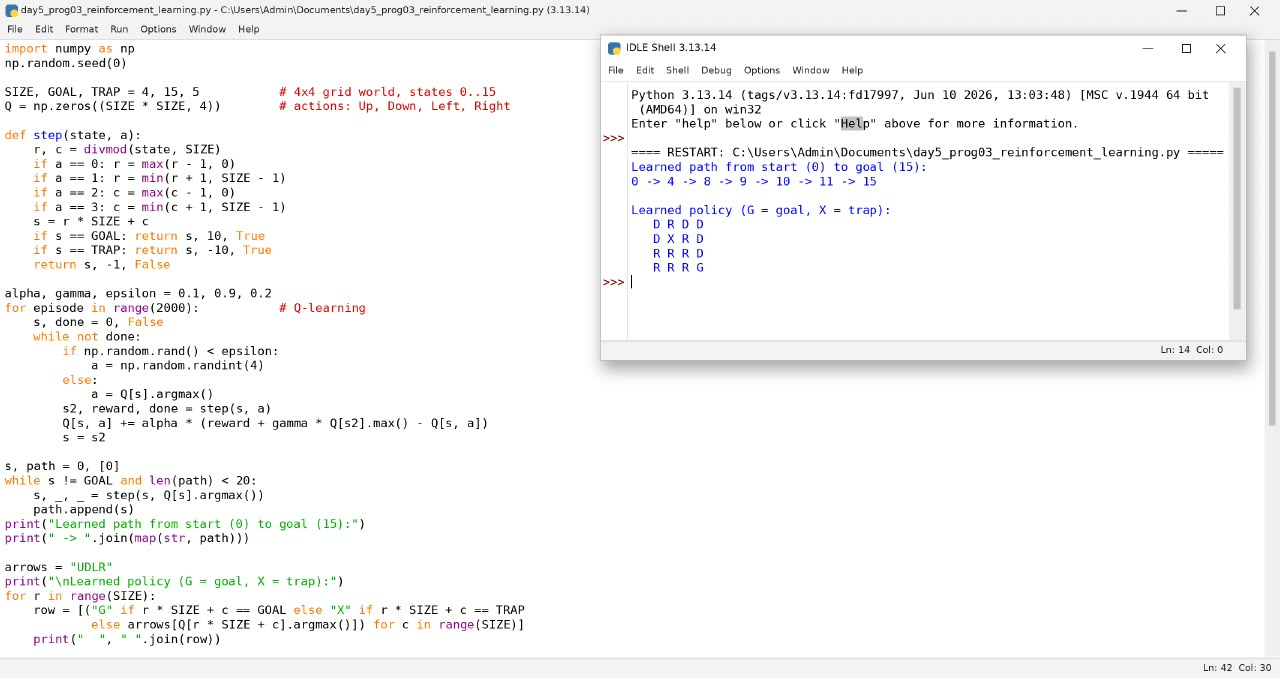 day5_prog03_reinforcement_learning.py - C:\Users\Admin\Documents\day5_prog03_reinforcement_learning.py (3.13.14)
File Edit Format Run Options Window Help
import numpy as np
np.random.seed(0)

SIZE, GOAL, TRAP = 4, 15, 5           # 4x4 grid world, states 0..15
Q = np.zeros((SIZE * SIZE, 4))        # actions: Up, Down, Left, Right

def step(state, a):
    r, c = divmod(state, SIZE)
    if a == 0: r = max(r - 1, 0)
    if a == 1: r = min(r + 1, SIZE - 1)
    if a == 2: c = max(c - 1, 0)
    if a == 3: c = min(c + 1, SIZE - 1)
    s = r * SIZE + c
    if s == GOAL: return s, 10, True
    if s == TRAP: return s, -10, True
    return s, -1, False

alpha, gamma, epsilon = 0.1, 0.9, 0.2
for episode in range(2000):           # Q-learning
    s, done = 0, False
    while not done:
        if np.random.rand() < epsilon:
            a = np.random.randint(4)
        else:
            a = Q[s].argmax()
        s2, reward, done = step(s, a)
        Q[s, a] += alpha * (reward + gamma * Q[s2].max() - Q[s, a])
        s = s2

s, path = 0, [0]
while s != GOAL and len(path) < 20:
    s, _, _ = step(s, Q[s].argmax())
    path.append(s)
print("Learned path from start (0) to goal (15):")
print(" -> ".join(map(str, path)))

arrows = "UDLR"
print("\nLearned policy (G = goal, X = trap):")
for r in range(SIZE):
    row = [("G" if r * SIZE + c == GOAL else "X" if r * SIZE + c == TRAP
            else arrows[Q[r * SIZE + c].argmax()]) for c in range(SIZE)]
    print("  ", " ".join(row))
Ln: 42 Col: 30
IDLE Shell 3.13.14
File Edit Shell Debug Options Window Help
Python 3.13.14 (tags/v3.13.14:fd17997, Jun 10 2026, 13:03:48) [MSC v.1944 64 bit
 (AMD64)] on win32
Enter "help" below or click "Help" above for more information.
>>>
==== RESTART: C:\Users\Admin\Documents\day5_prog03_reinforcement_learning.py =====
Learned path from start (0) to goal (15):
0 -> 4 -> 8 -> 9 -> 10 -> 11 -> 15

Learned policy (G = goal, X = trap):
   D R D D
   D X R D
   R R R D
   R R R G
>>>
Ln: 14 Col: 0